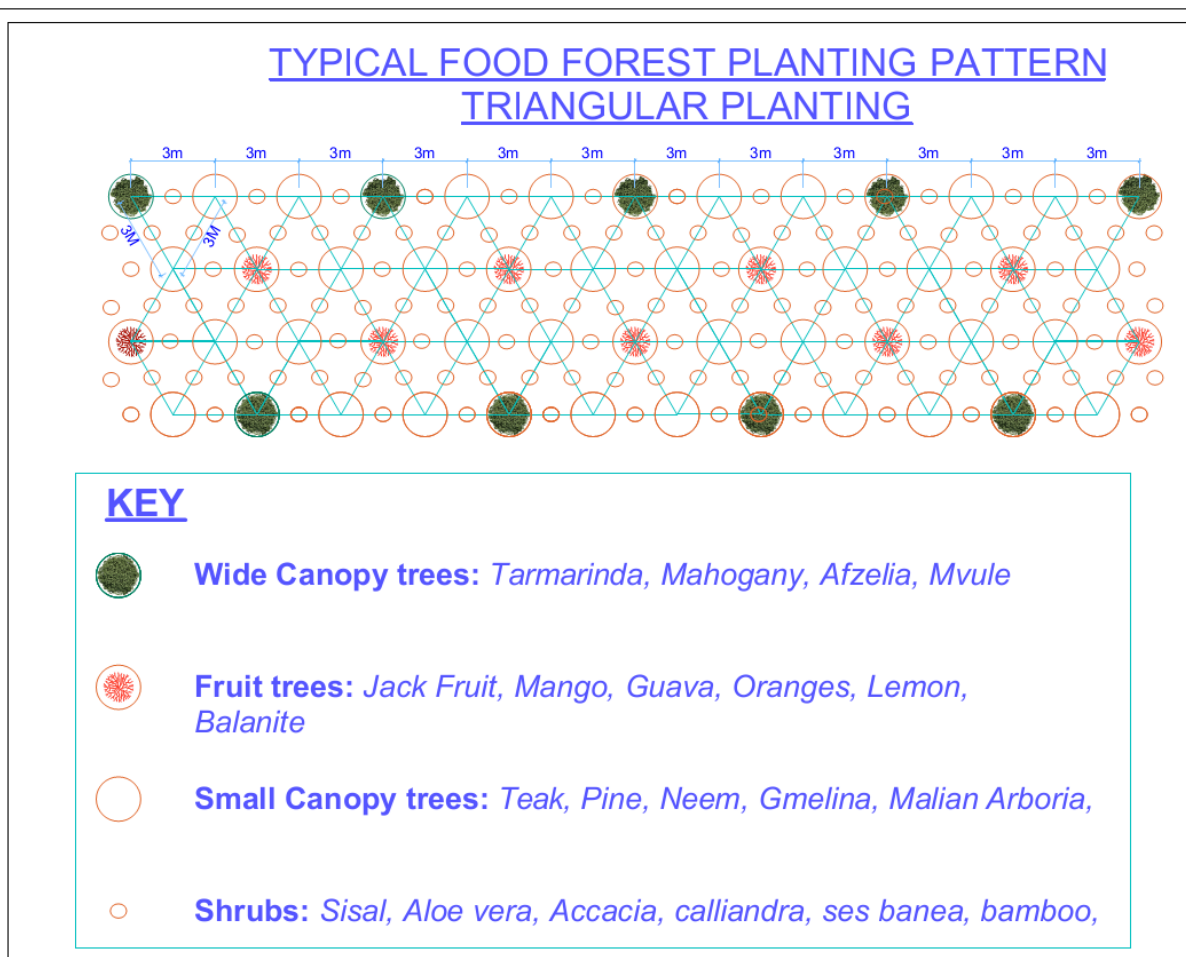 TYPICAL FOOD FOREST PLANTING PATTERN
TRIANGULAR PLANTING
3m 3m 3m 3m 3m 3m 3m 3m 3m 3m 3m 3m
3M 3M
KEY
Wide Canopy trees: Tarmarinda, Mahogany, Afzelia, Mvule
Fruit trees: Jack Fruit, Mango, Guava, Oranges, Lemon,
Balanite
Small Canopy trees: Teak, Pine, Neem, Gmelina, Malian Arboria,
Shrubs: Sisal, Aloe vera, Accacia, calliandra, ses banea, bamboo,